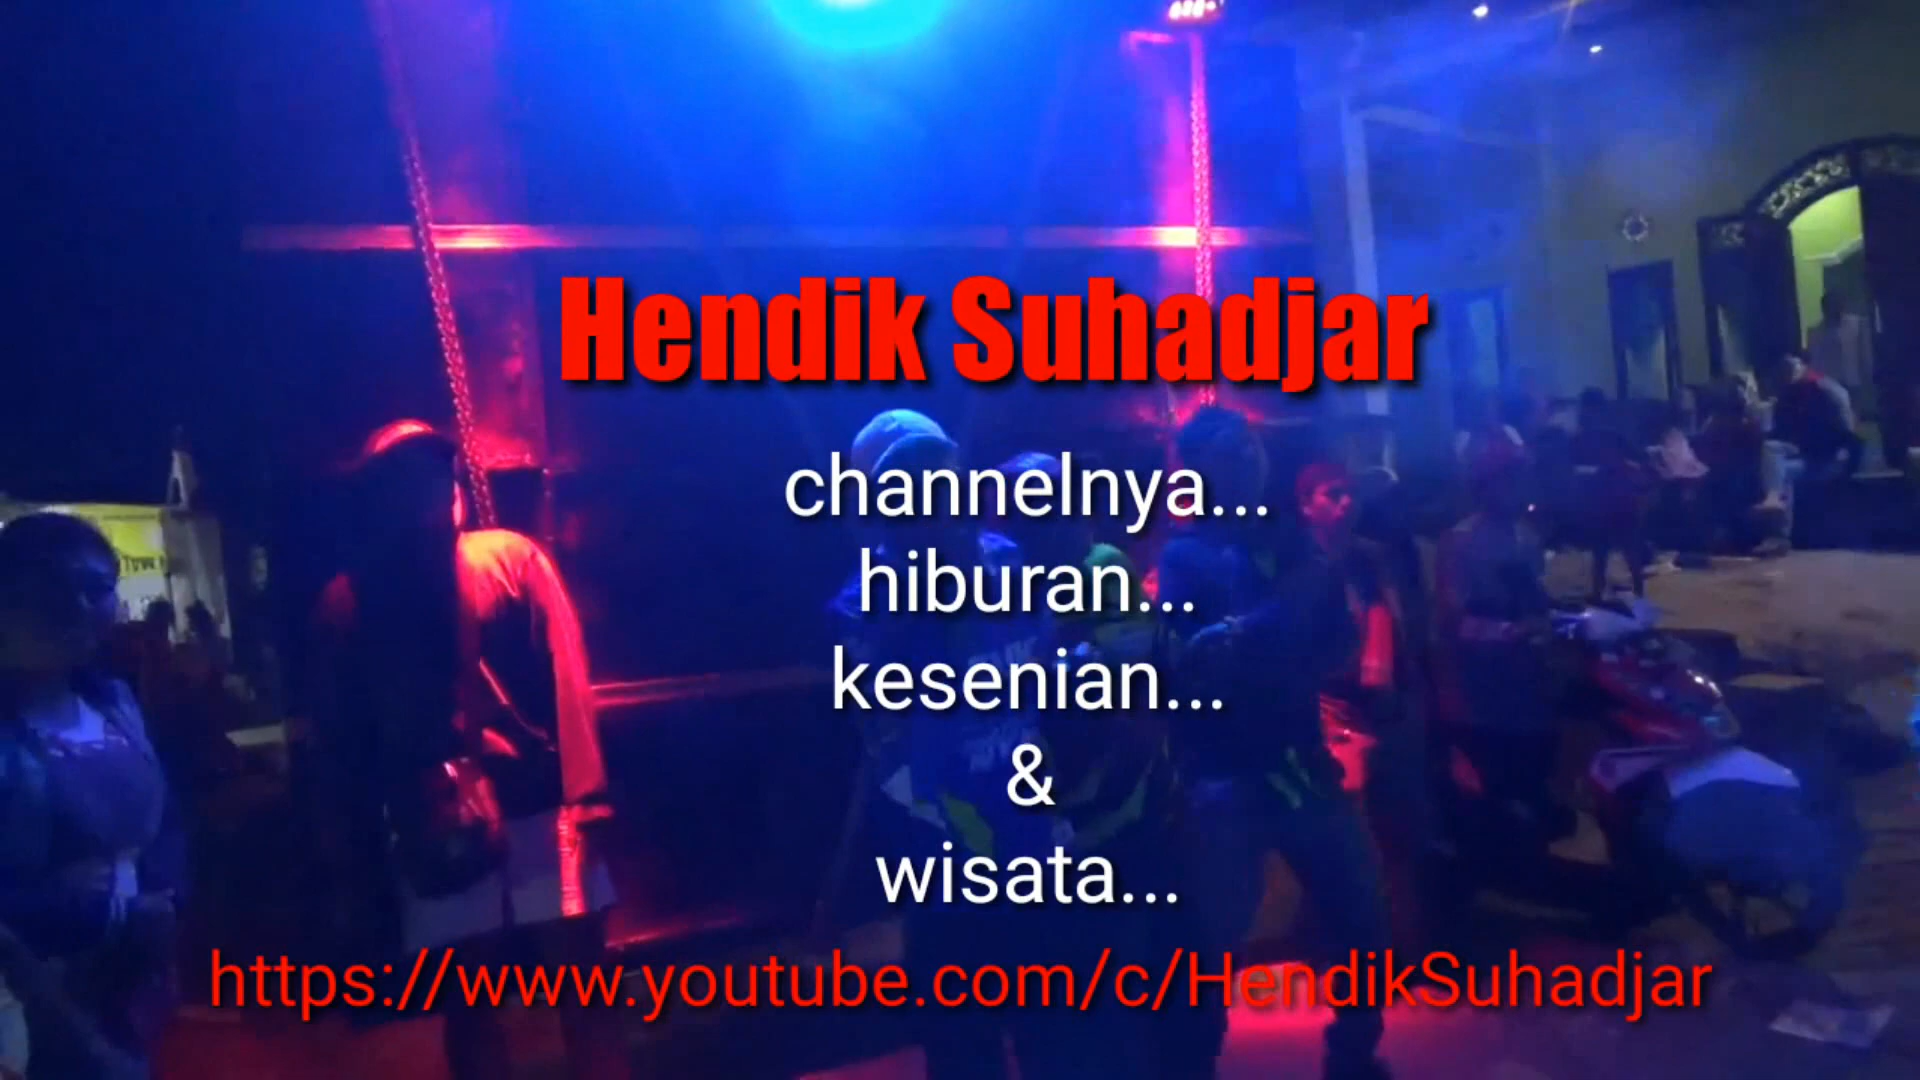 Hendik Suhadjar
channelnya...
hiburan...
kesenian...
&
wisata...
https://www.youtube.com/c/HendikSuhadjar